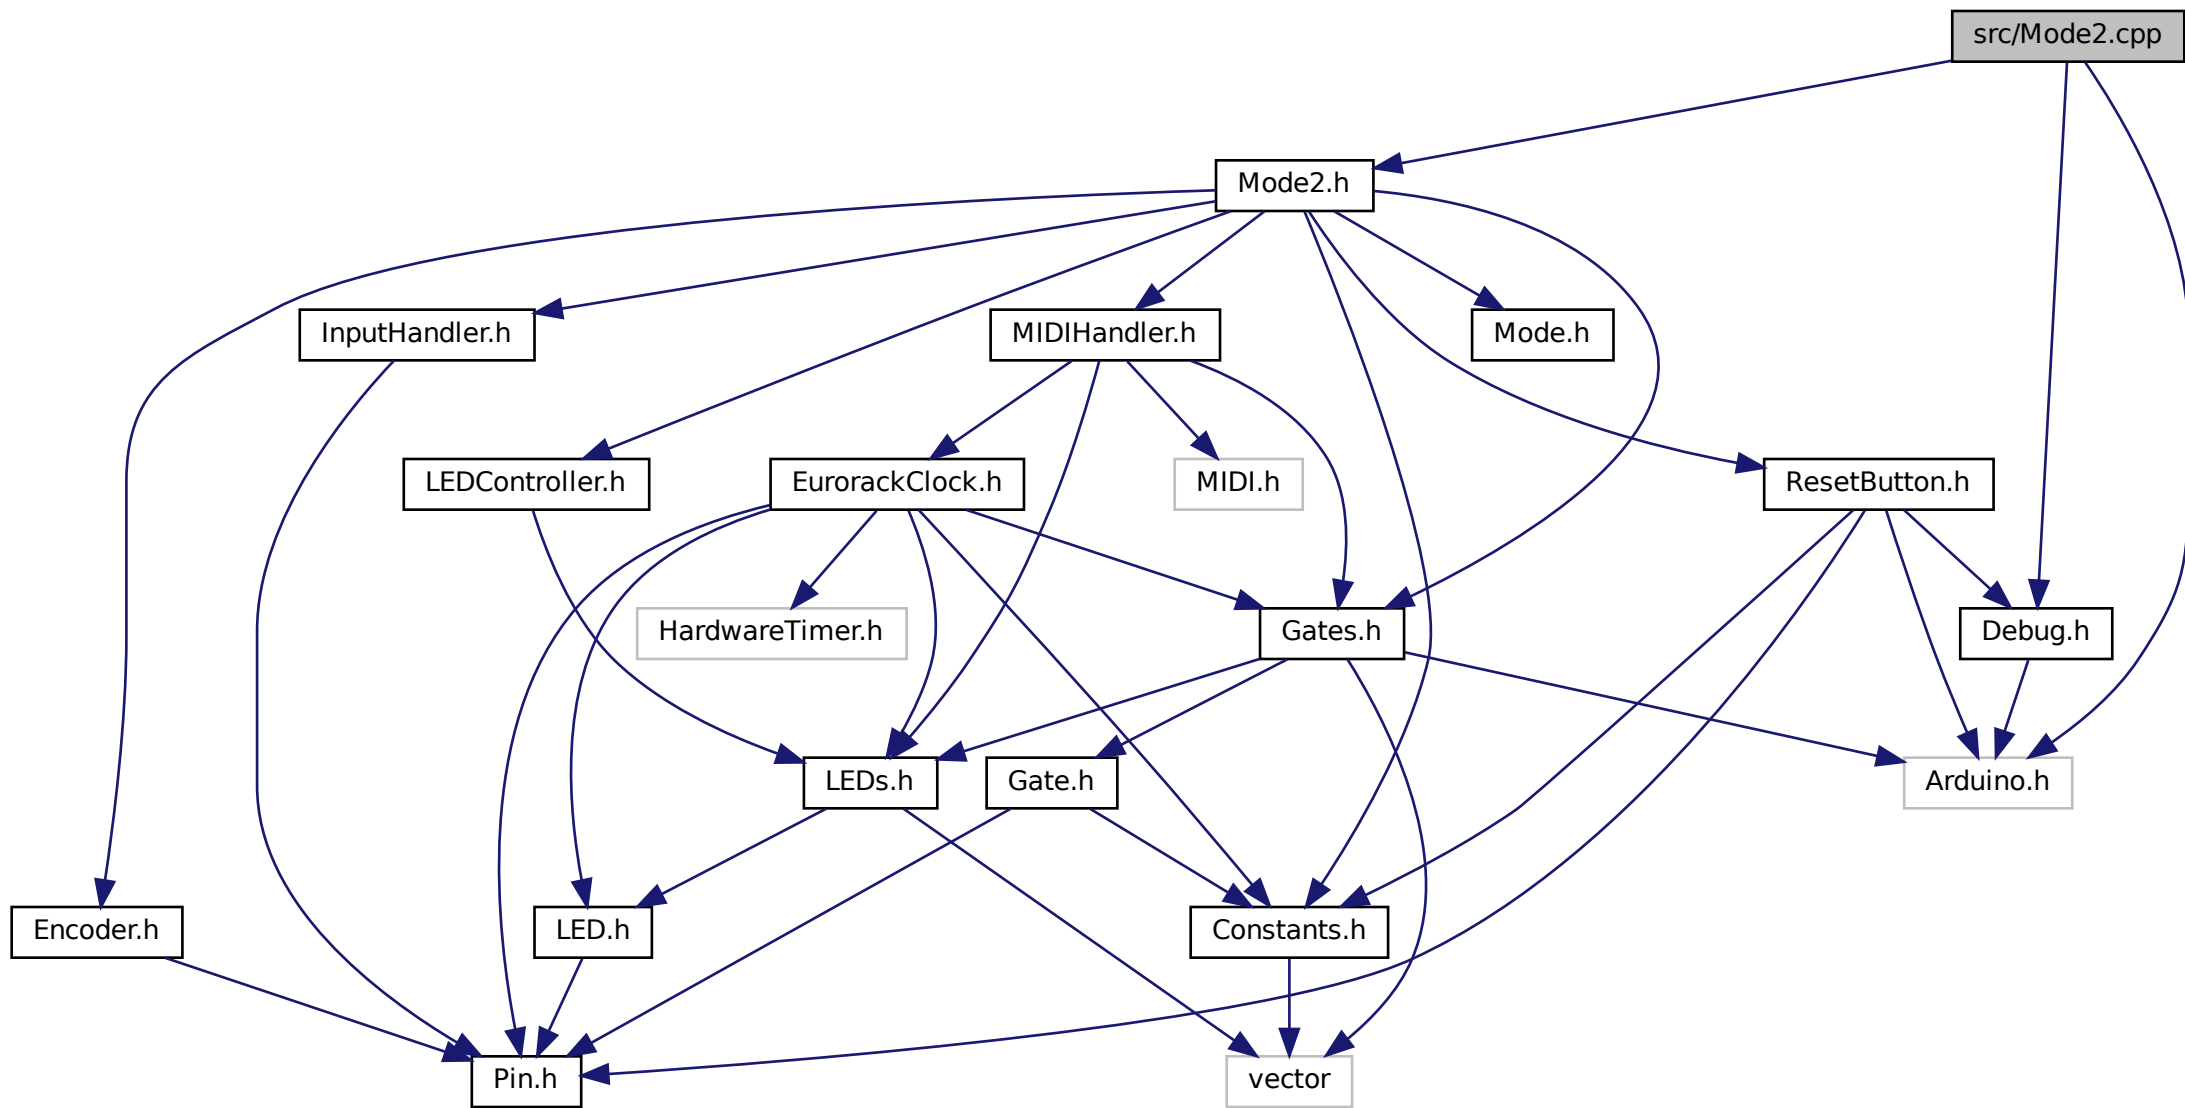 src/Mode2.cpp
Mode2.h
InputHandler.h
MIDIHandler.h
Mode.h
LEDController.h
EurorackClock.h
MIDI.h
ResetButton.h
HardwareTimer.h
Gates.h
Debug.h
LEDs.h
Gate.h
Arduino.h
Encoder.h
LED.h
Constants.h
Pin.h
vector